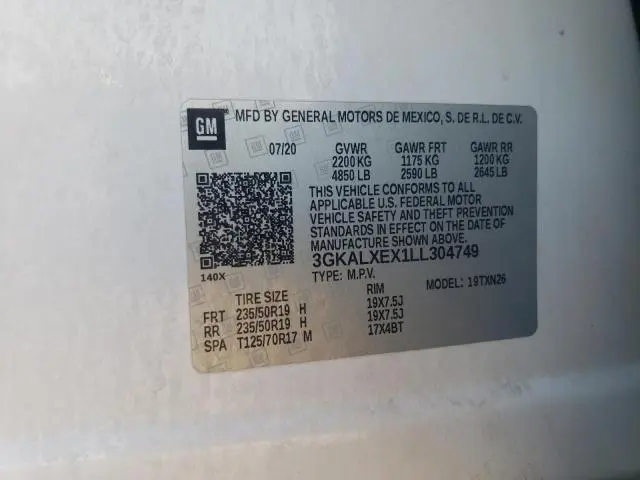 GM MFD BY GENERAL MOTORS DE MEXICO, S. DE R.L. DE C.V.
07/20 GVWR GAWR FRT GAWR RR
2200 KG 1175 KG 1200 KG
4850 LB 2590 LB 2645 LB
THIS VEHICLE CONFORMS TO ALL
APPLICABLE U.S. FEDERAL MOTOR
VEHICLE SAFETY AND THEFT PREVENTION
STANDARDS IN EFFECT ON THE DATE OF
MANUFACTURE SHOWN ABOVE.
3GKALXEX1LL304749
140X
TYPE: M.P.V. MODEL: 19TXN26
TIRE SIZE RIM
FRT 235/50R19 H 19X7.5J
RR 235/50R19 H 19X7.5J
SPA T125/70R17 M 17X4BT